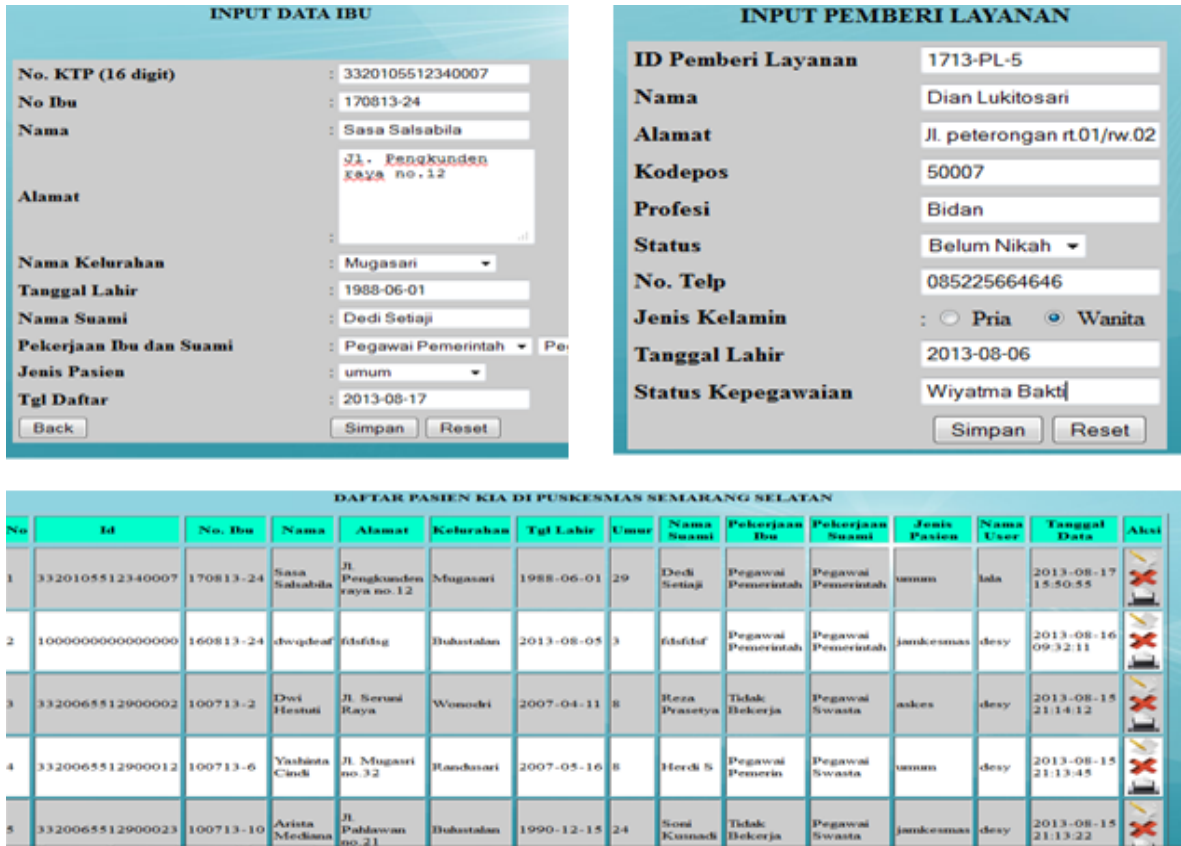 INPUT DATA IBU
No. KTP (16 digit) : 3320105512340007
No Ibu : 170813-24
Nama : Sasa Salsabila
Alamat : Jl. Pengkunden
raya no.12
Nama Kelurahan : Mugasari
Tanggal Lahir : 1988-06-01
Nama Suami : Dedi Setiaji
Pekerjaan Ibu dan Suami : Pegawai Pemerintah Pe
Jenis Pasien : umum
Tgl Daftar : 2013-08-17
Back Simpan Reset
INPUT PEMBERI LAYANAN
ID Pemberi Layanan 1713-PL-5
Nama Dian Lukitosari
Alamat Jl. peterongan rt.01/rw.02
Kodepos 50007
Profesi Bidan
Status Belum Nikah
No. Telp 085225664646
Jenis Kelamin : Pria Wanita
Tanggal Lahir 2013-08-06
Status Kepegawaian Wiyatma Bakti
Simpan Reset
DAFTAR PASIEN KIA DI PUSKESMAS SEMARANG SELATAN
No Id No. Ibu Nama Alamat Kelurahan Tgl Lahir Umur Nama Suami Pekerjaan Ibu Pekerjaan Suami Jenis Pasien Nama User Tanggal Data Aksi
1 3320105512340007 170813-24 Sasa Salsabila Jl. Pengkunden raya no.12 Mugasari 1988-06-01 29 Dedi Setiaji Pegawai Pemerintah Pegawai Pemerintah umum lala 2013-08-17 15:50:55
2 1000000000000000 160813-24 dwqdeaf fdsfdsg Bulustalan 2013-08-05 3 fdsfdsf Pegawai Pemerintah Pegawai Pemerintah jamkesmas desy 2013-08-16 09:32:11
3 3320065512900002 100713-2 Dwi Hestuti Jl. Seruni Raya Wonodri 2007-04-11 8 Reza Prasetya Tidak Bekerja Pegawai Swasta askes desy 2013-08-15 21:14:12
4 3320065512900012 100713-6 Yashinta Cindi Jl. Mugasri no.32 Randusari 2007-05-16 8 Herdi S Pegawai Pemerin Pegawai Swasta umum desy 2013-08-15 21:13:45
5 3320065512900023 100713-10 Arista Mediana Jl. Pahlawan no.21 Bulustalan 1990-12-15 24 Soni Kusnadi Tidak Bekerja Pegawai Swasta jamkesmas desy 2013-08-15 21:13:22